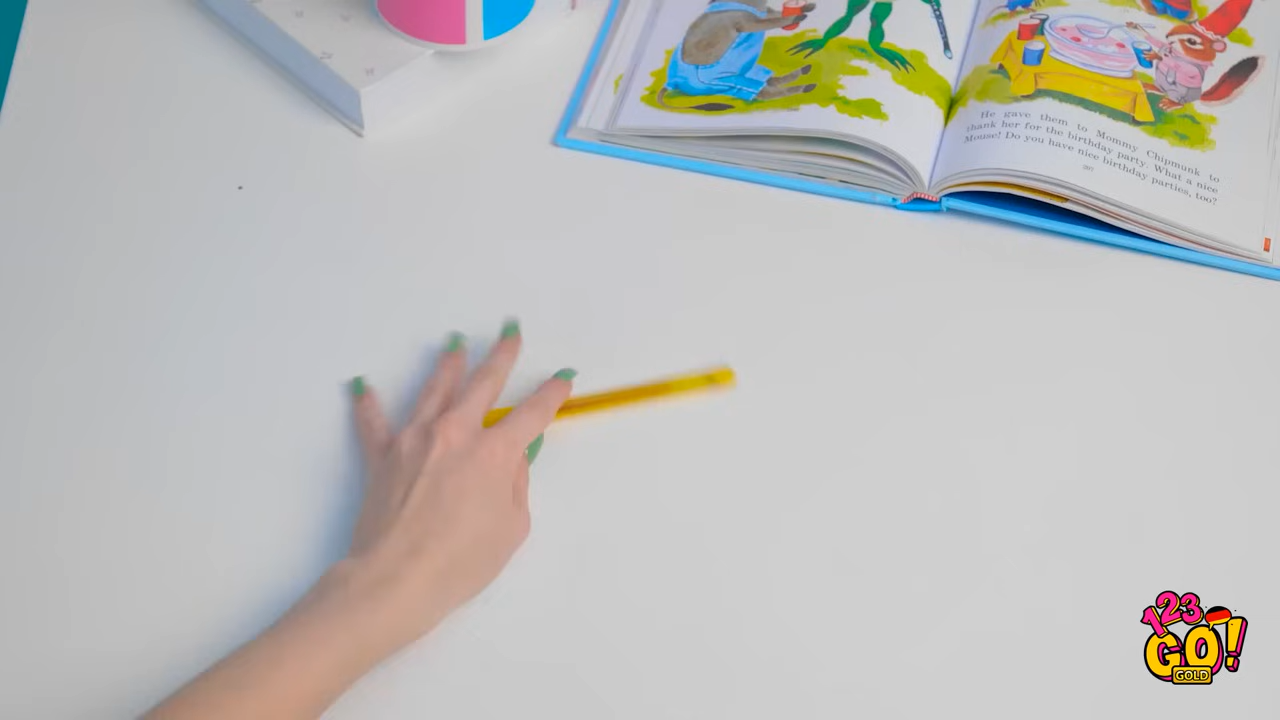 He gave them to Mommy Chipmunk to
thank her for the birthday party. What a nice
Mouse! Do you have nice birthday parties, too?
123
GO!
GOLD